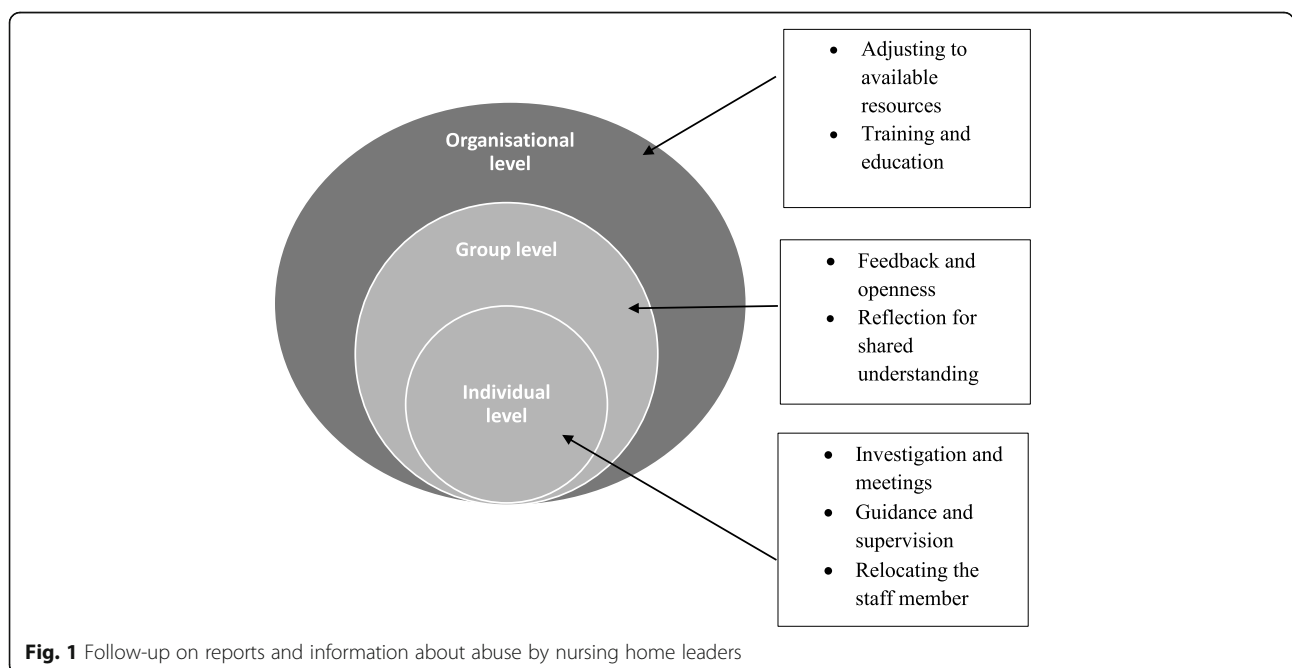 Organisational
level
Group level
Individual
level
• Adjusting to
available
resources
• Training and
education
• Feedback and
openness
• Reflection for
shared
understanding
• Investigation and
meetings
• Guidance and
supervision
• Relocating the
staff member
Fig. 1 Follow-up on reports and information about abuse by nursing home leaders